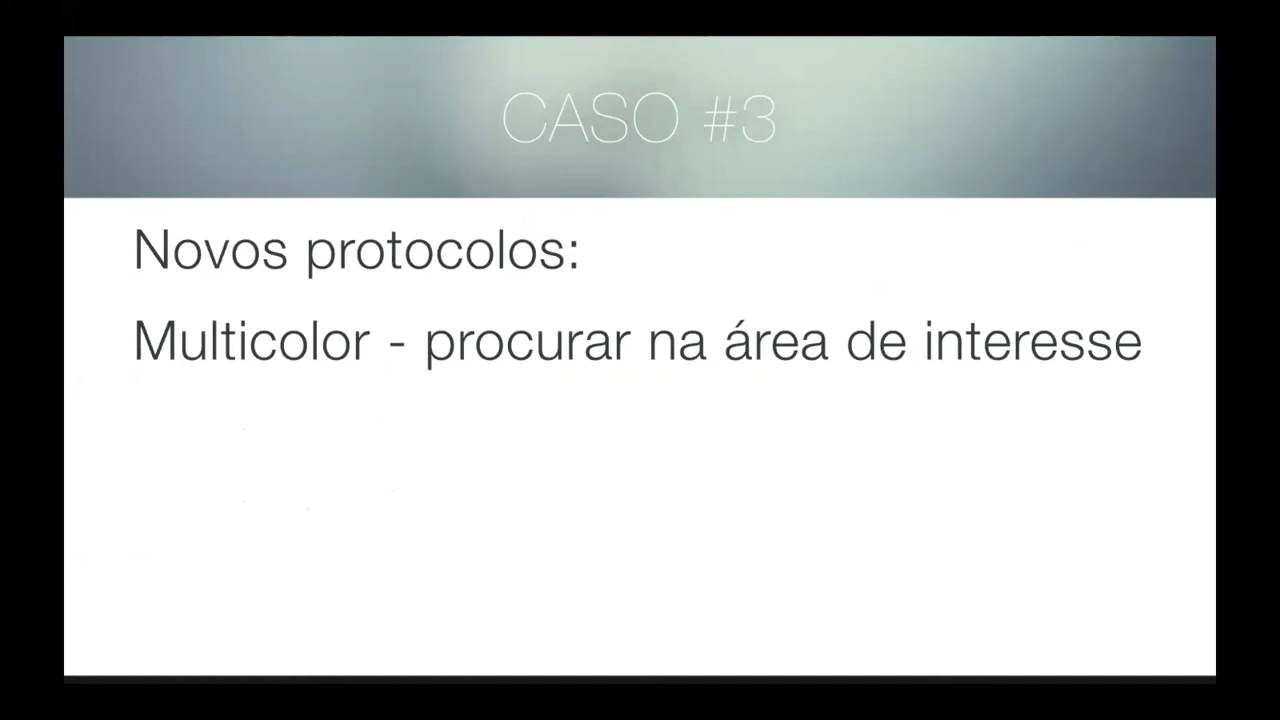 CASO #3
Novos protocolos:
Multicolor - procurar na área de interesse